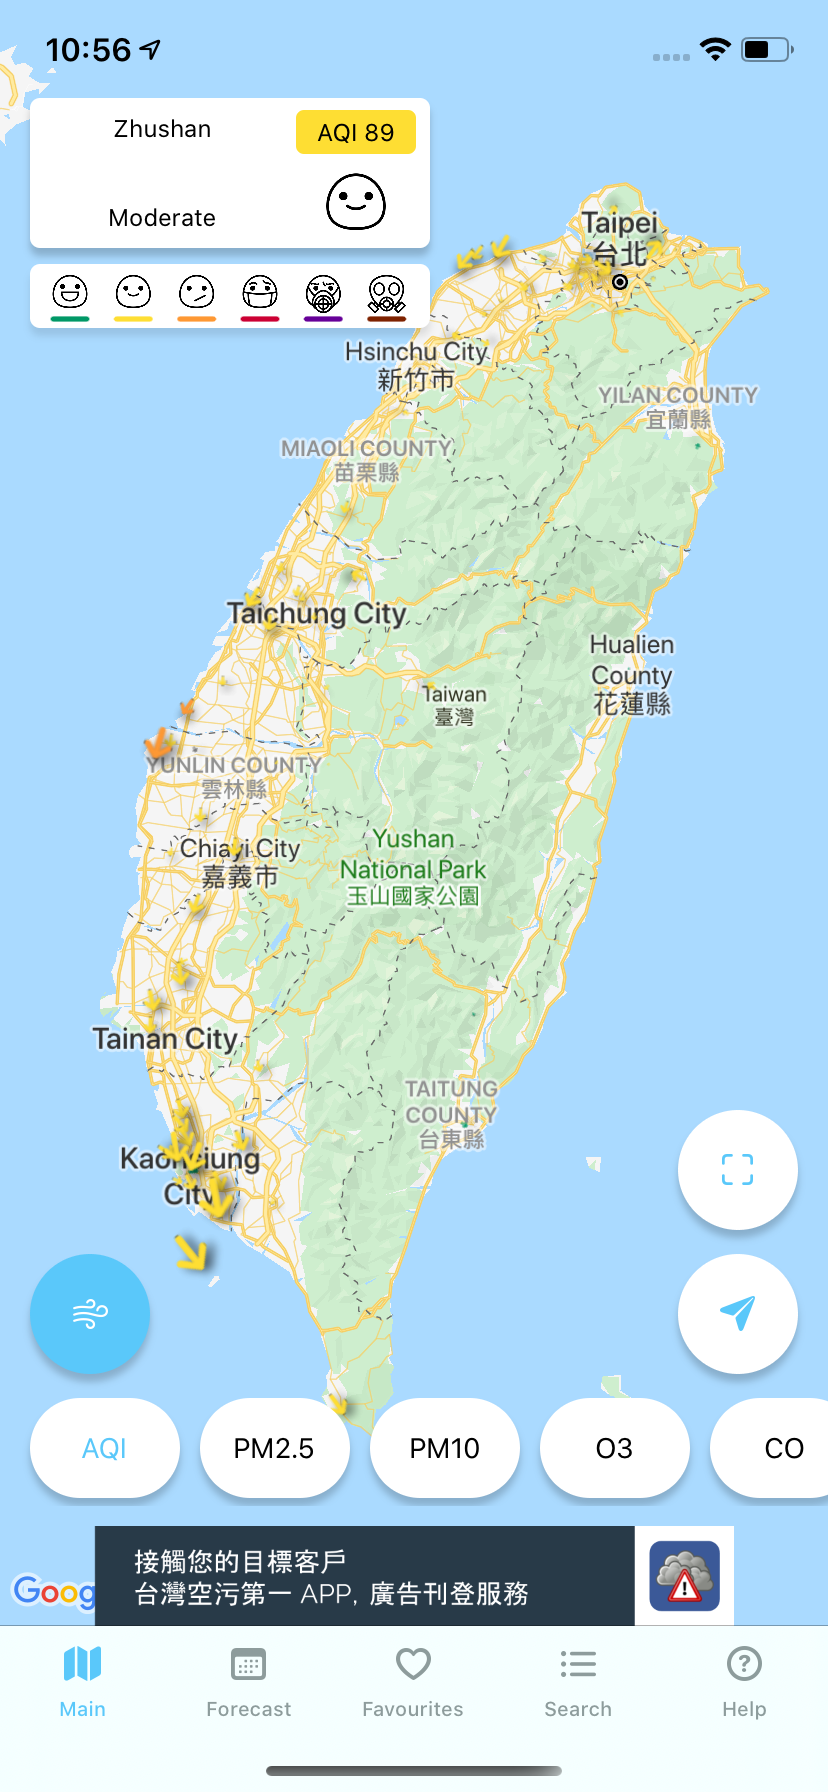 10:56
Zhushan
AQI 89
Moderate
Taipei
台北
Hsinchu City
新竹市
YILAN COUNTY
宜蘭縣
MIAOLI COUNTY
苗栗縣
Taichung City
Hualien
County
花蓮縣
Taiwan
臺灣
YUNLIN COUNTY
雲林縣
Chiayi City
嘉義市
Yushan
National Park
玉山國家公園
Tainan City
TAITUNG
COUNTY
台東縣
Kaohsiung
City
AQI
PM2.5
PM10
O3
CO
Goog
接觸您的目標客戶
台灣空污第一 APP, 廣告刊登服務
Main
Forecast
Favourites
Search
Help